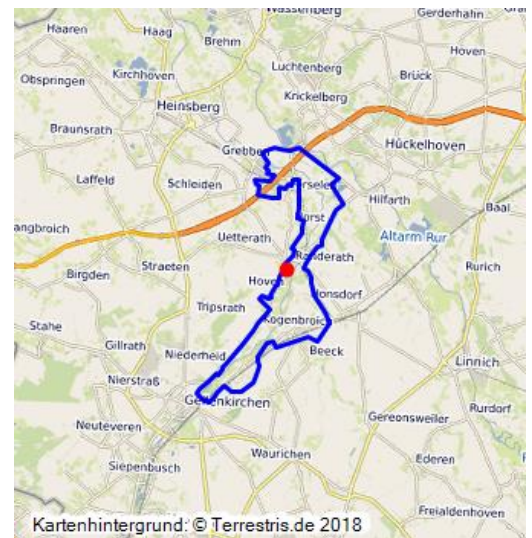 Wassenberg
Gerderhahn
Haaren
Haag
Brehm
Hoven
Luchtenberg
Obspringen
Kirchhoven
Brück
Krickelberg
Heinsberg
Braunsrath
Grebben
Hückelhoven
Laffeld
Schleiden
Hilfarth
Baal
angbroich
Uetterath
Altarm Rur
Randerath
Straeten
Rurich
Birgden
Hoven
Honsdorf
Tripsrath
Stahe
Kogenbroich
Gillrath
Niederheid
Beeck
Linnich
Nierstraß
Geilenkirchen
Gereonsweiler
Rurdorf
Neuteveren
Waurichen
Ederen
Siepenbusch
Freialdenhoven
Kartenhintergrund: © Terrestris.de 2018